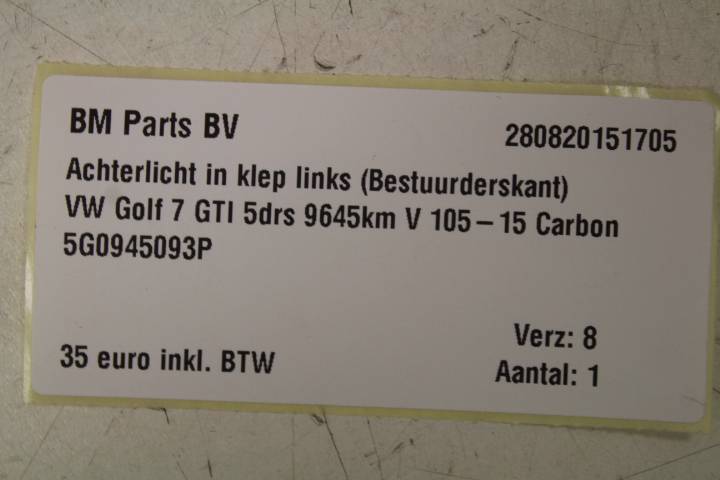 BM Parts BV 280820151705
Achterlicht in klep links (Bestuurderskant)
VW Golf 7 GTI 5drs 9645km V 105 – 15 Carbon
5G0945093P
Verz: 8
35 euro inkl. BTW Aantal: 1